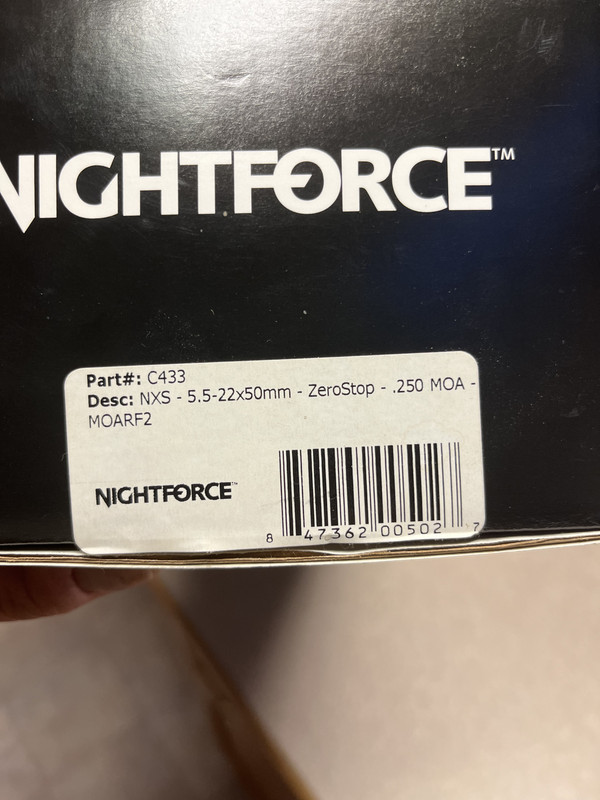 NIGHTFORCE™
Part#: C433
Desc: NXS - 5.5-22x50mm - ZeroStop - .250 MOA -
MOARF2
NIGHTFORCE™
8 47362 00502 7